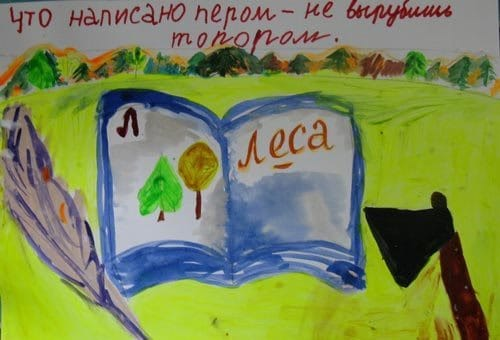 что написано пером – не вырубишь
топором.
Л
леса